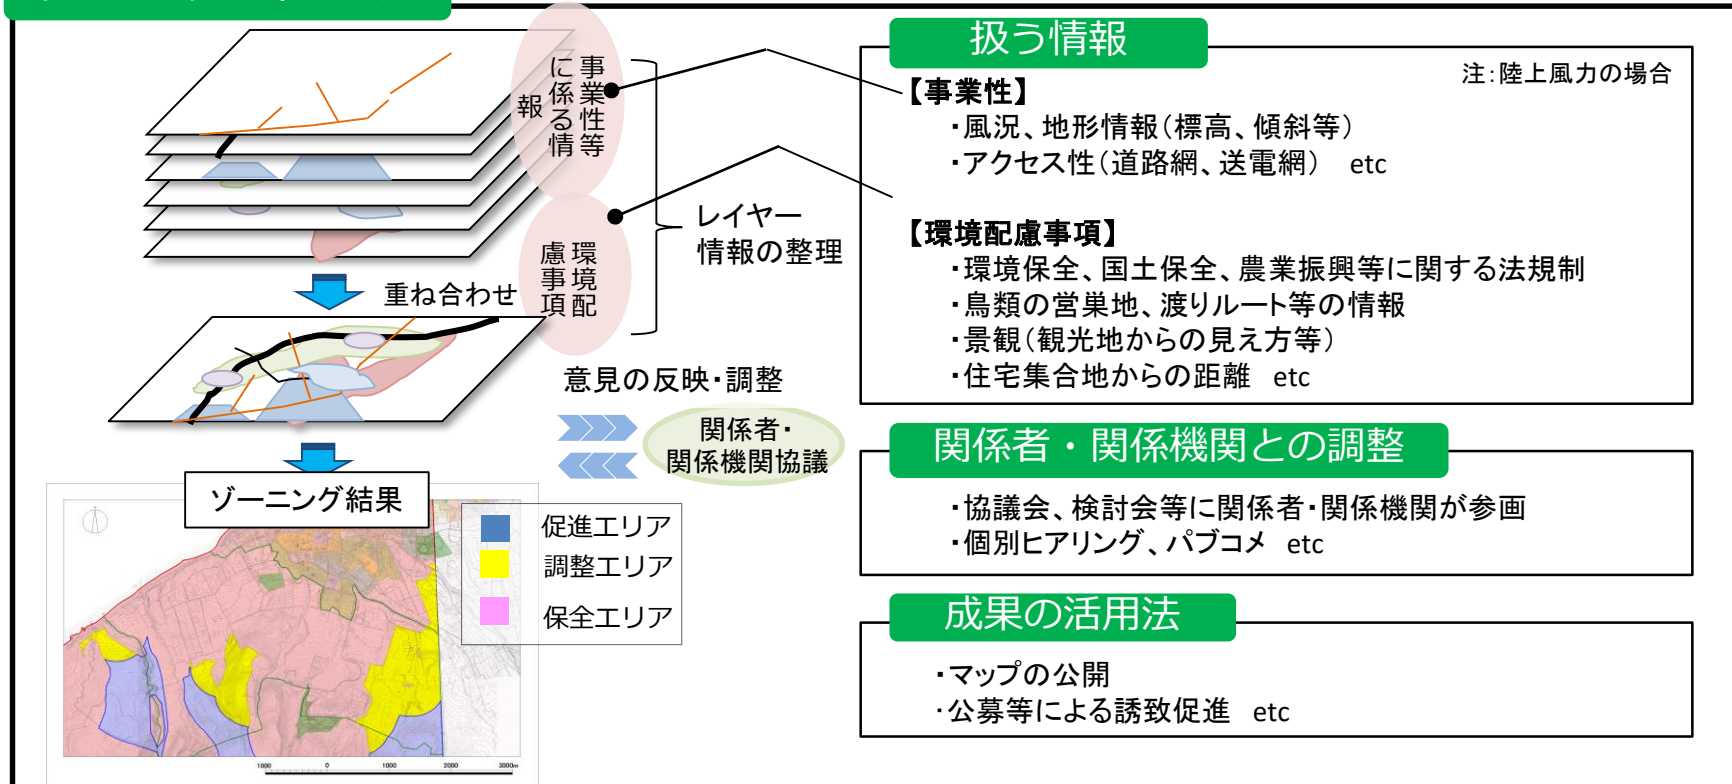 事業性等
に係る情
報
環境配
慮事項
レイヤー
情報の整理
重ね合わせ
意見の反映・調整
関係者・
関係機関協議
ゾーニング結果
促進エリア
調整エリア
保全エリア
1000 0 1000 2000 3000m
扱う情報
注:陸上風力の場合
【事業性】
・風況、地形情報(標高、傾斜等)
・アクセス性(道路網、送電網) etc
【環境配慮事項】
・環境保全、国土保全、農業振興等に関する法規制
・鳥類の営巣地、渡りルート等の情報
・景観(観光地からの見え方等)
・住宅集合地からの距離 etc
関係者・関係機関との調整
・協議会、検討会等に関係者・関係機関が参画
・個別ヒアリング、パブコメ etc
成果の活用法
・マップの公開
・公募等による誘致促進 etc